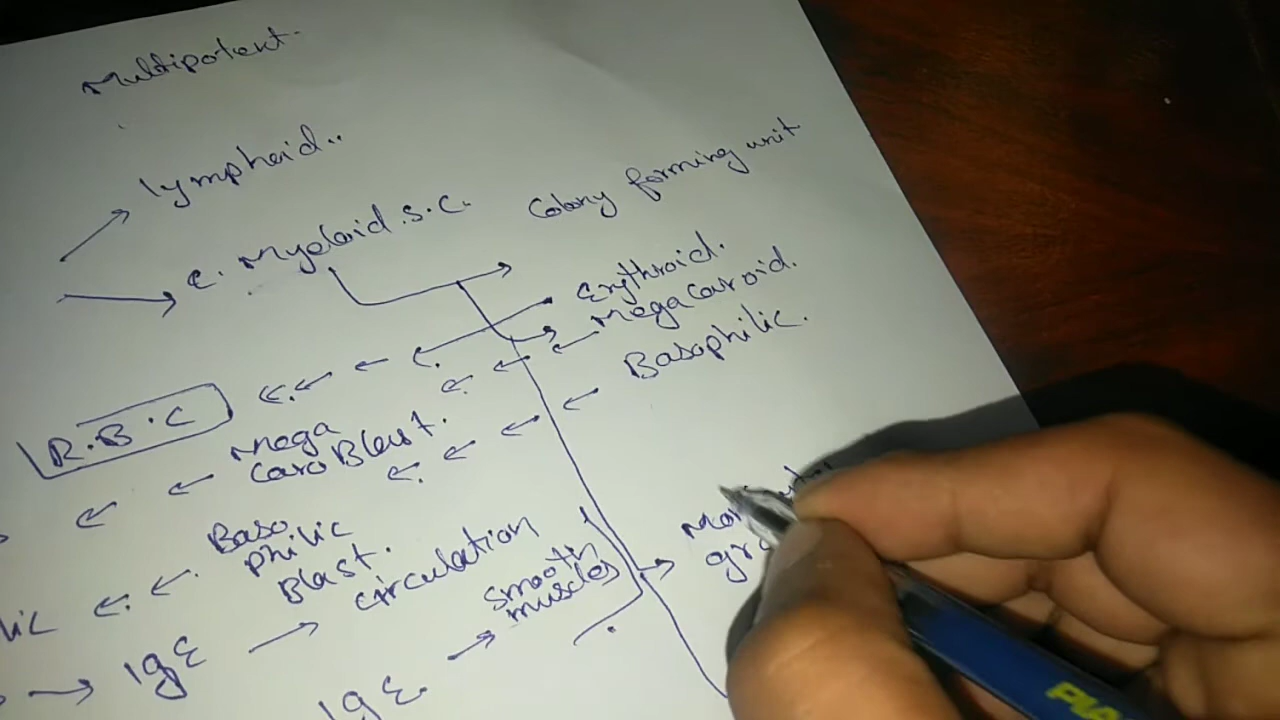 Multipotent.
lymphoid..
Colony forming unit
C. Myeloid.S.C.
Erythroid.
Megacaroid.
Basophilic.
R.B.C
Mega
Caro Blast.
Baso
philic
Blast.
circulation
Smooth
muscles
IgE
IgE